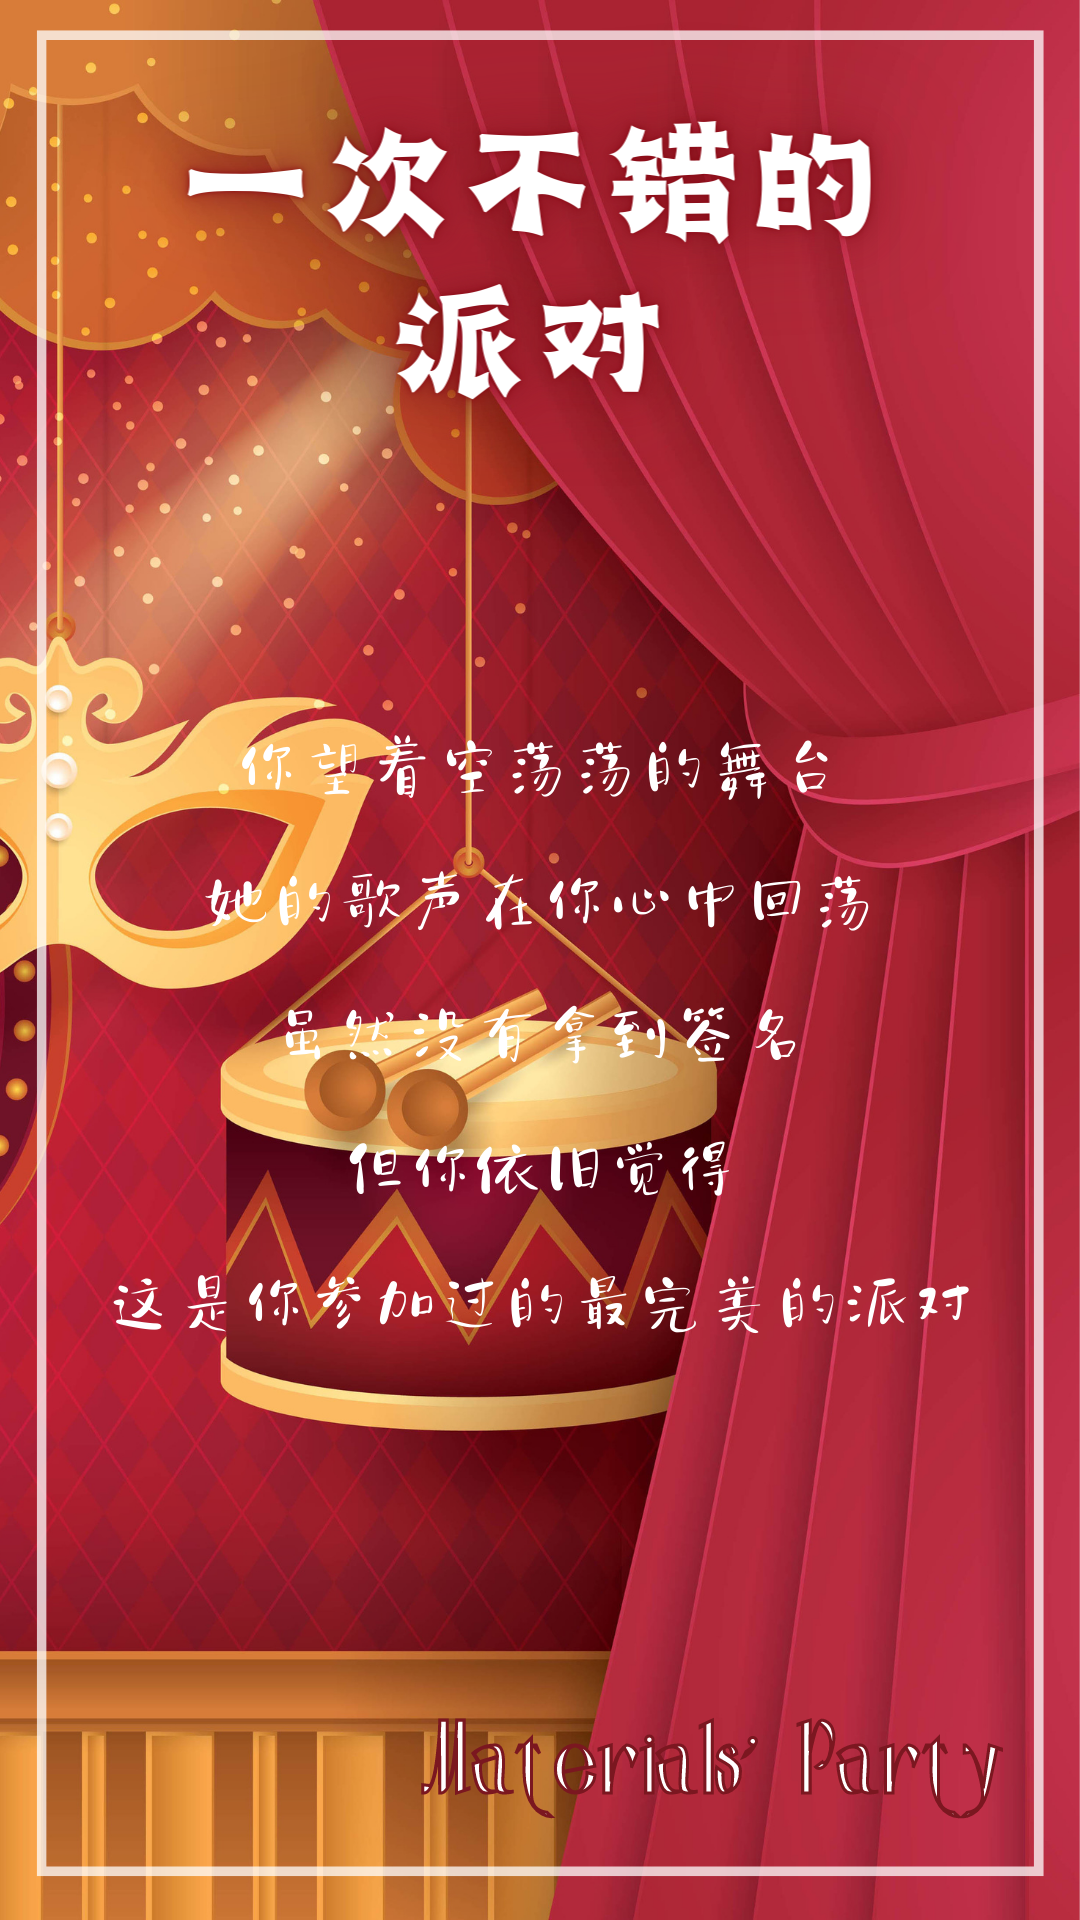 一次不错的
派对
你望着空荡荡的舞台
她的歌声在你心中回荡
虽然没有拿到签名
但你依旧觉得
这是你参加过的最完美的派对
Materials' Party